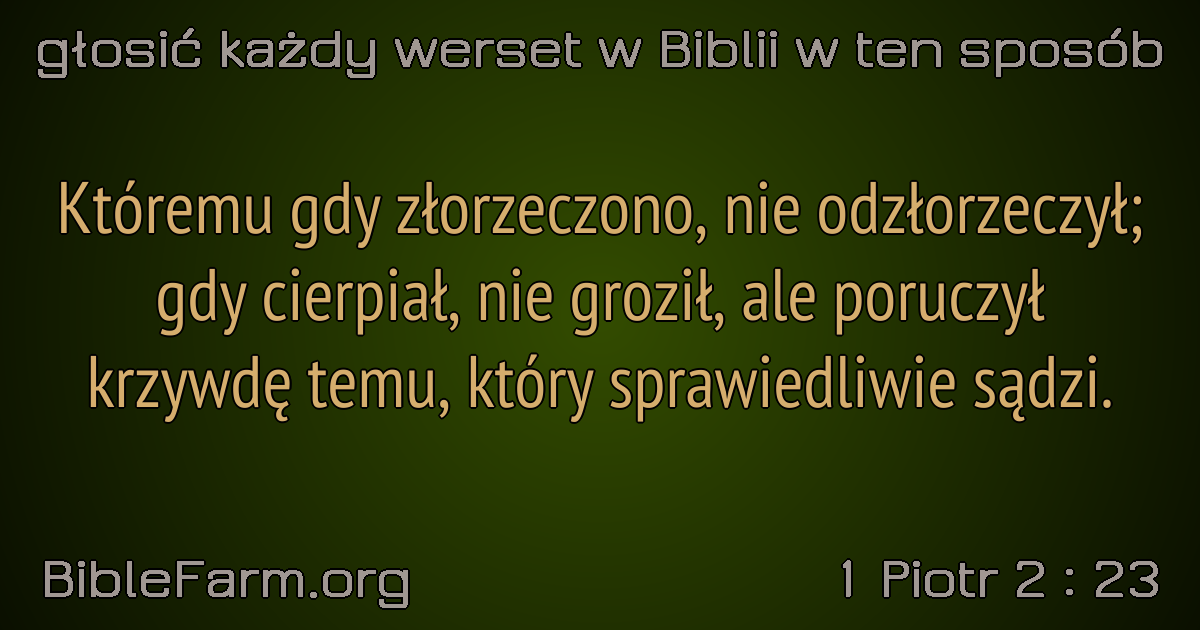 głosić każdy werset w Biblii w ten sposób
Któremu gdy złorzeczono, nie odzłorzeczył;
gdy cierpiał, nie groził, ale poruczył
krzywdę temu, który sprawiedliwie sądzi.
BibleFarm.org
1 Piotr 2 : 23